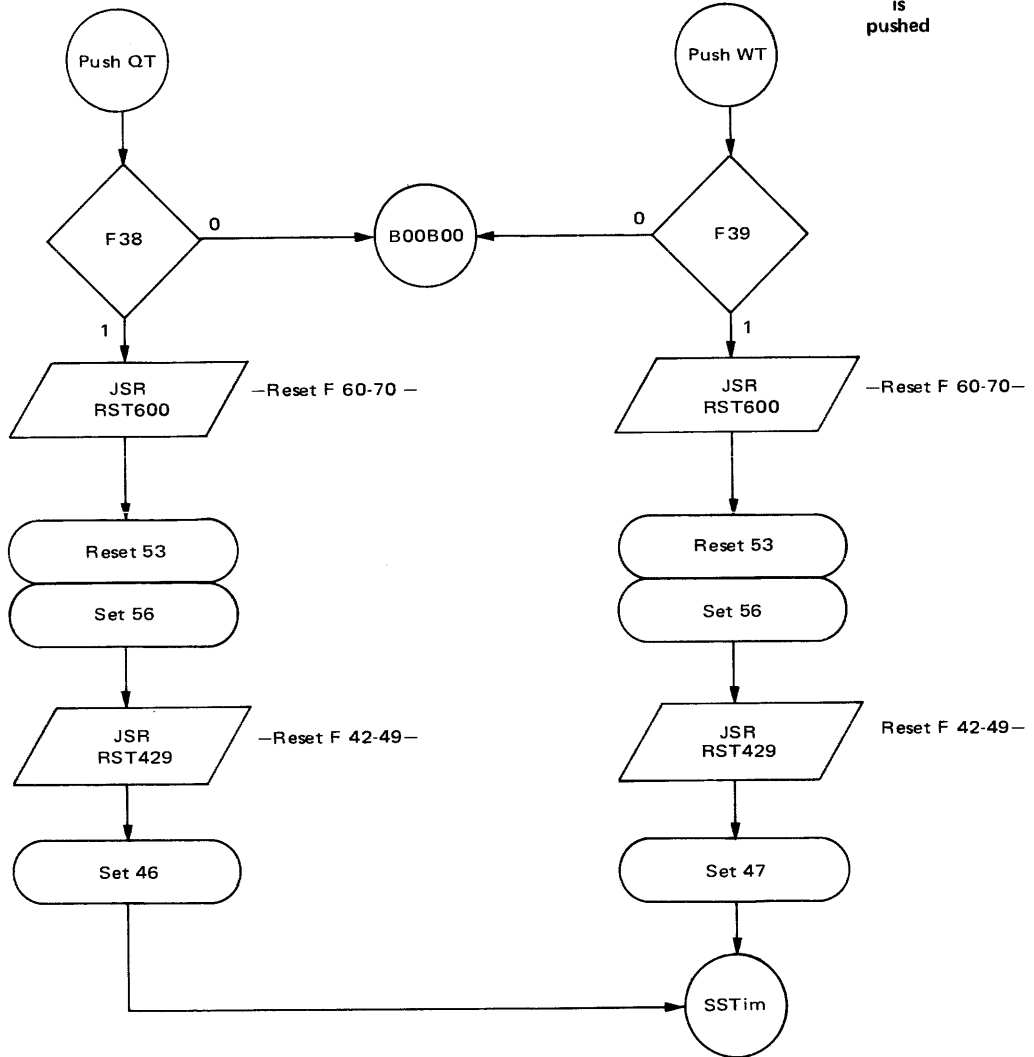 is
pushed
Push QT
Push WT
F38
0
B00B00
0
F39
1
1
JSR
RST600
—Reset F 60-70 —
JSR
RST600
—Reset F 60-70—
Reset 53
Reset 53
Set 56
Set 56
JSR
RST429
—Reset F 42-49—
JSR
RST429
Reset F 42-49—
Set 46
Set 47
SSTim